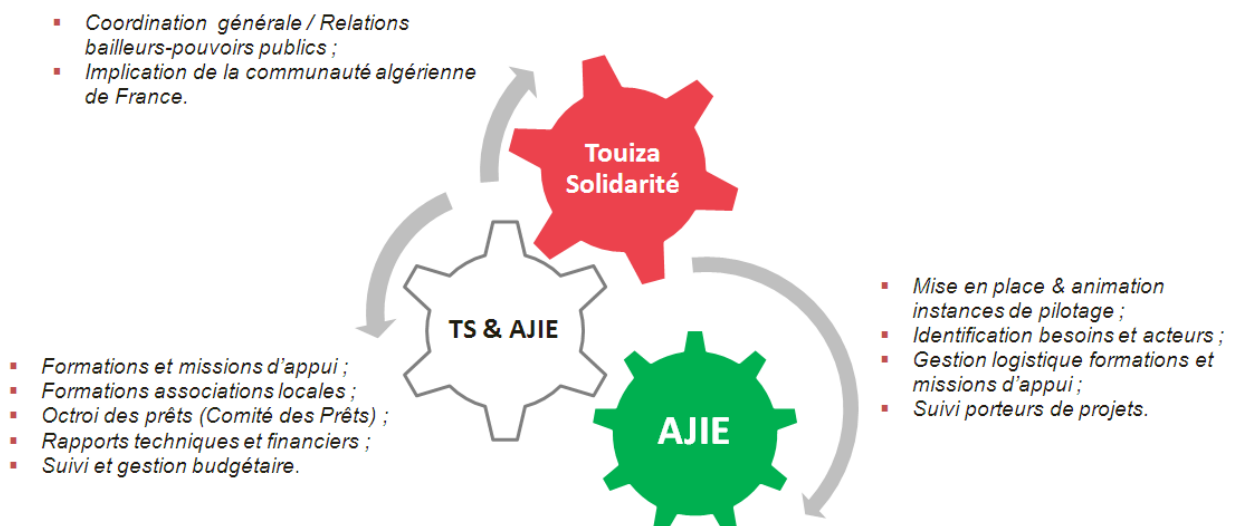 ▪ Coordination générale / Relations
bailleurs-pouvoirs publics ;
▪ Implication de la communauté algérienne
de France.
Touiza
Solidarité
TS & AJIE
▪ Formations et missions d'appui ;
▪ Formations associations locales ;
▪ Octroi des prêts (Comité des Prêts) ;
▪ Rapports techniques et financiers ;
▪ Suivi et gestion budgétaire.
AJIE
▪ Mise en place & animation
instances de pilotage ;
▪ Identification besoins et acteurs ;
▪ Gestion logistique formations et
missions d'appui ;
▪ Suivi porteurs de projets.